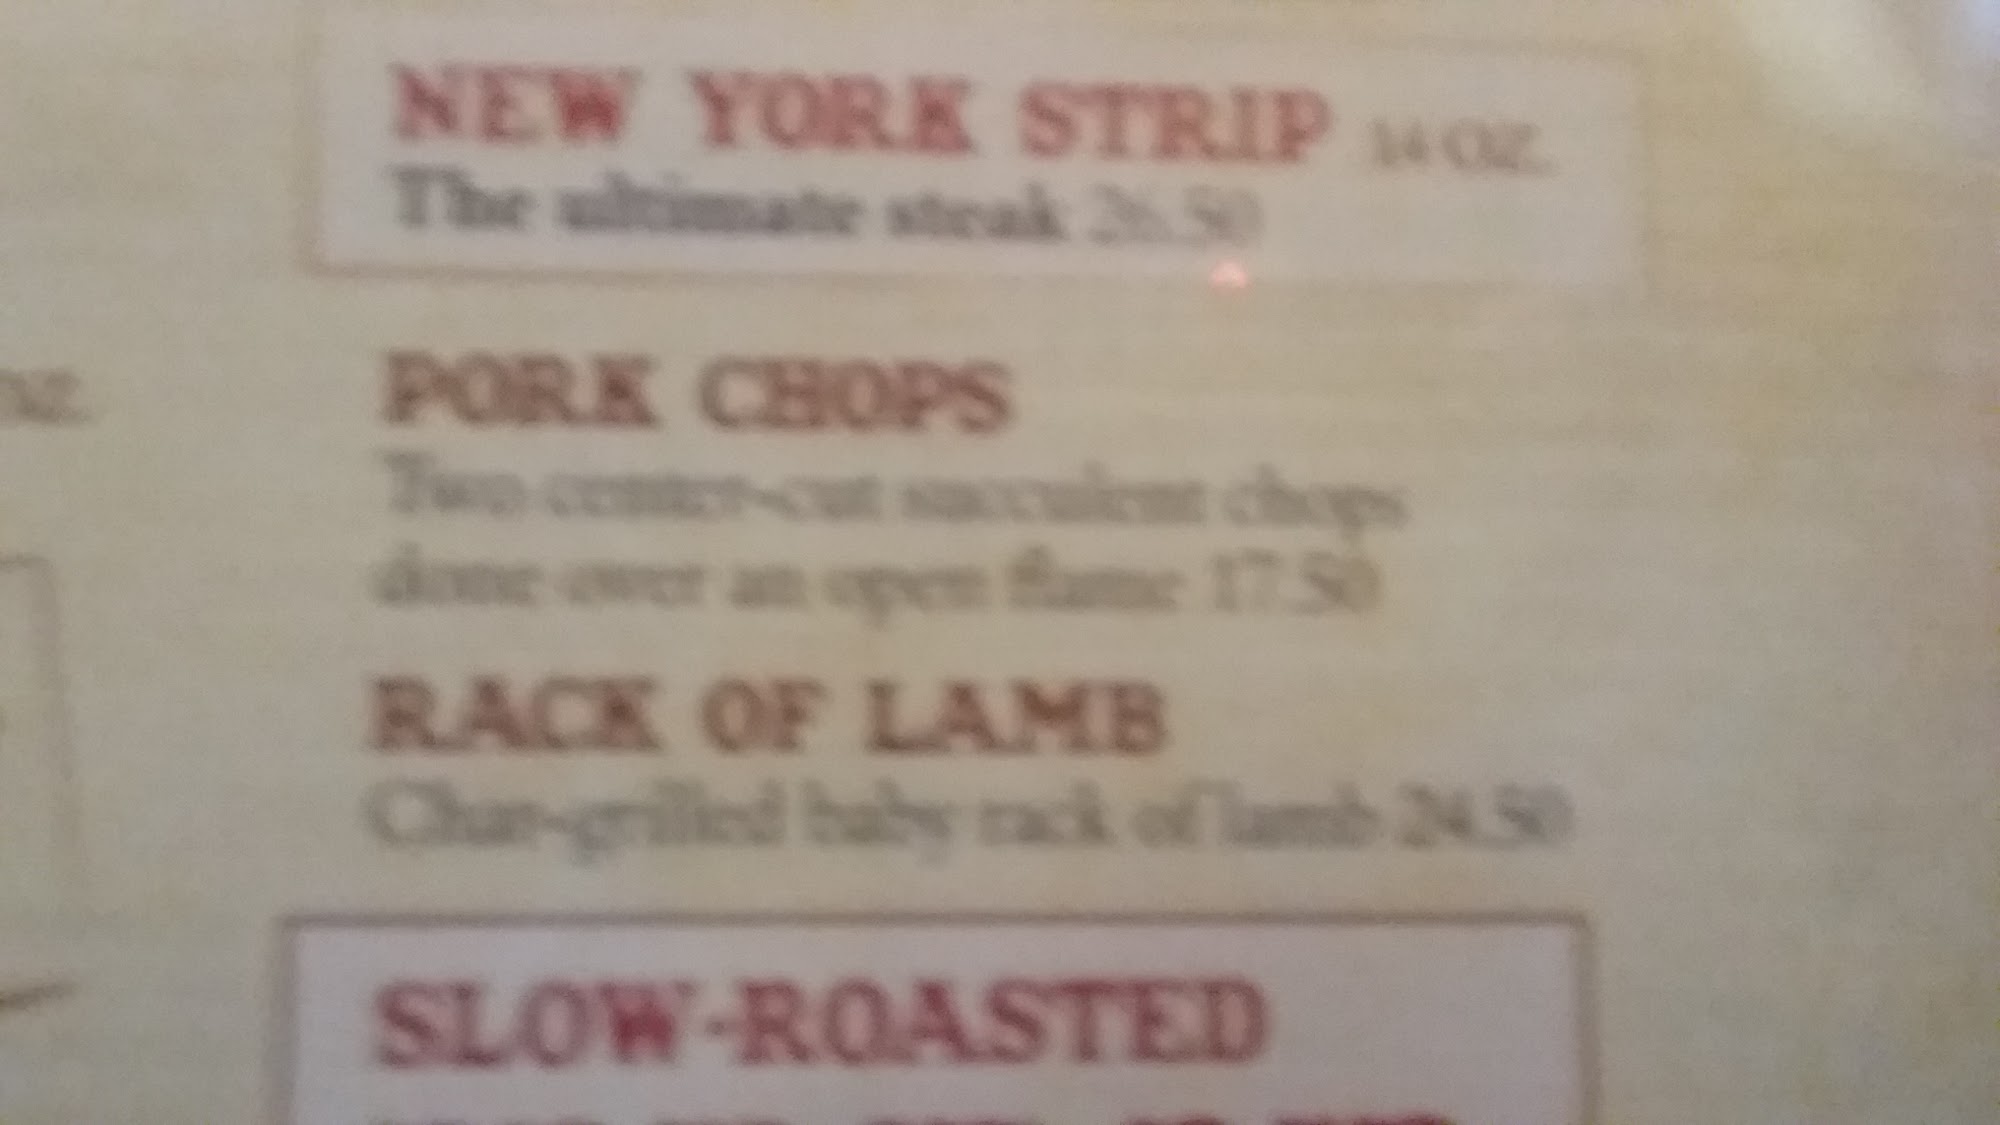 NEW YORK STRIP 14 OZ.
The ultimate steak 26.50
OZ.
PORK CHOPS
Two center-cut succulent chops
done over an open flame 17.50
RACK OF LAMB
Char-grilled baby rack of lamb 24.50
SLOW-ROASTED